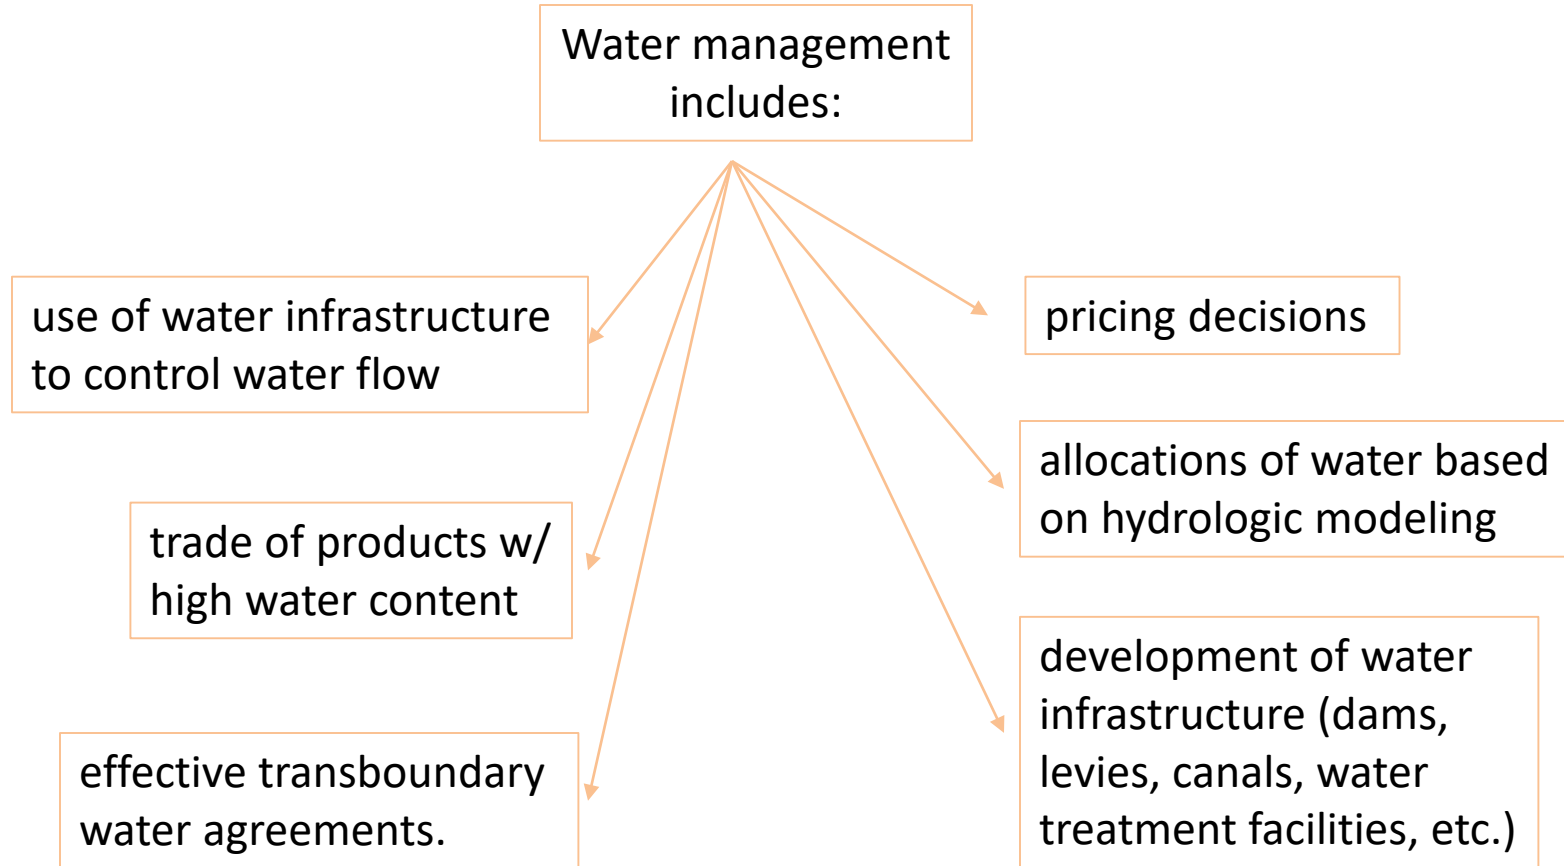 Water management
includes:
use of water infrastructure
to control water flow
pricing decisions
trade of products w/
high water content
allocations of water based
on hydrologic modeling
effective transboundary
water agreements.
development of water
infrastructure (dams,
levies, canals, water
treatment facilities, etc.)